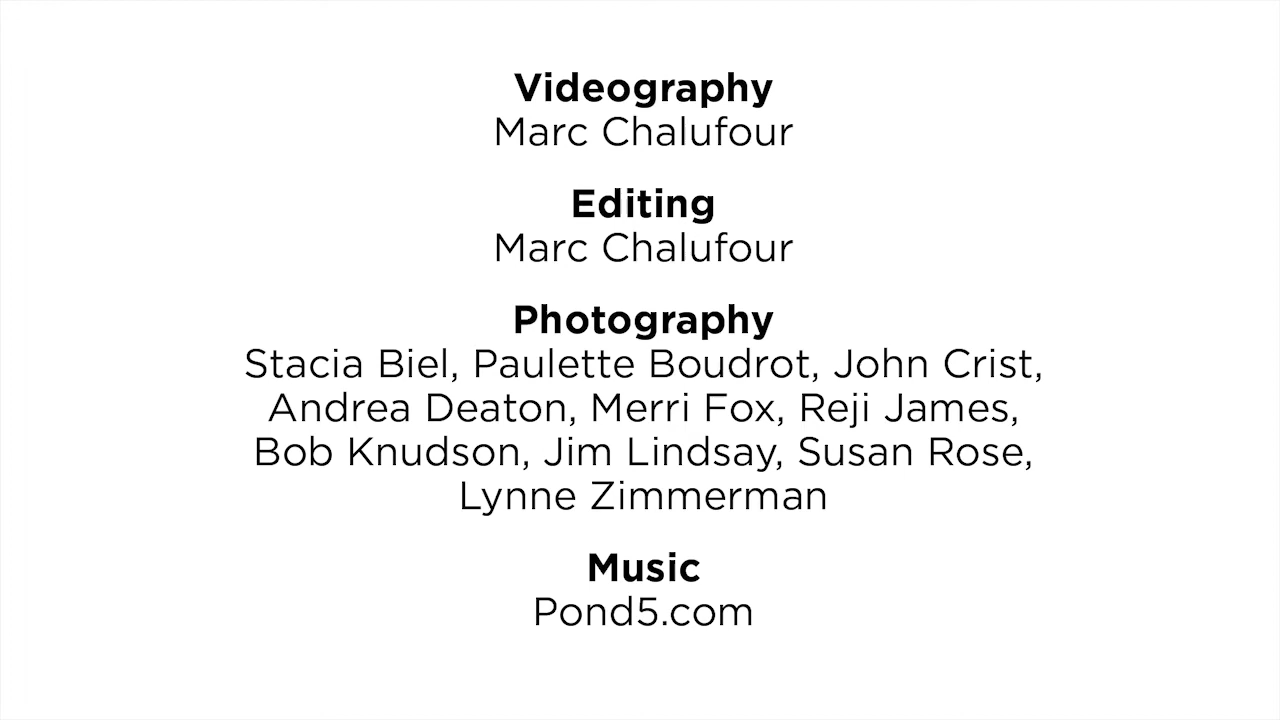 Videography
Marc Chalufour
Editing
Marc Chalufour
Photography
Stacia Biel, Paulette Boudrot, John Crist,
Andrea Deaton, Merri Fox, Reji James,
Bob Knudson, Jim Lindsay, Susan Rose,
Lynne Zimmerman
Music
Pond5.com